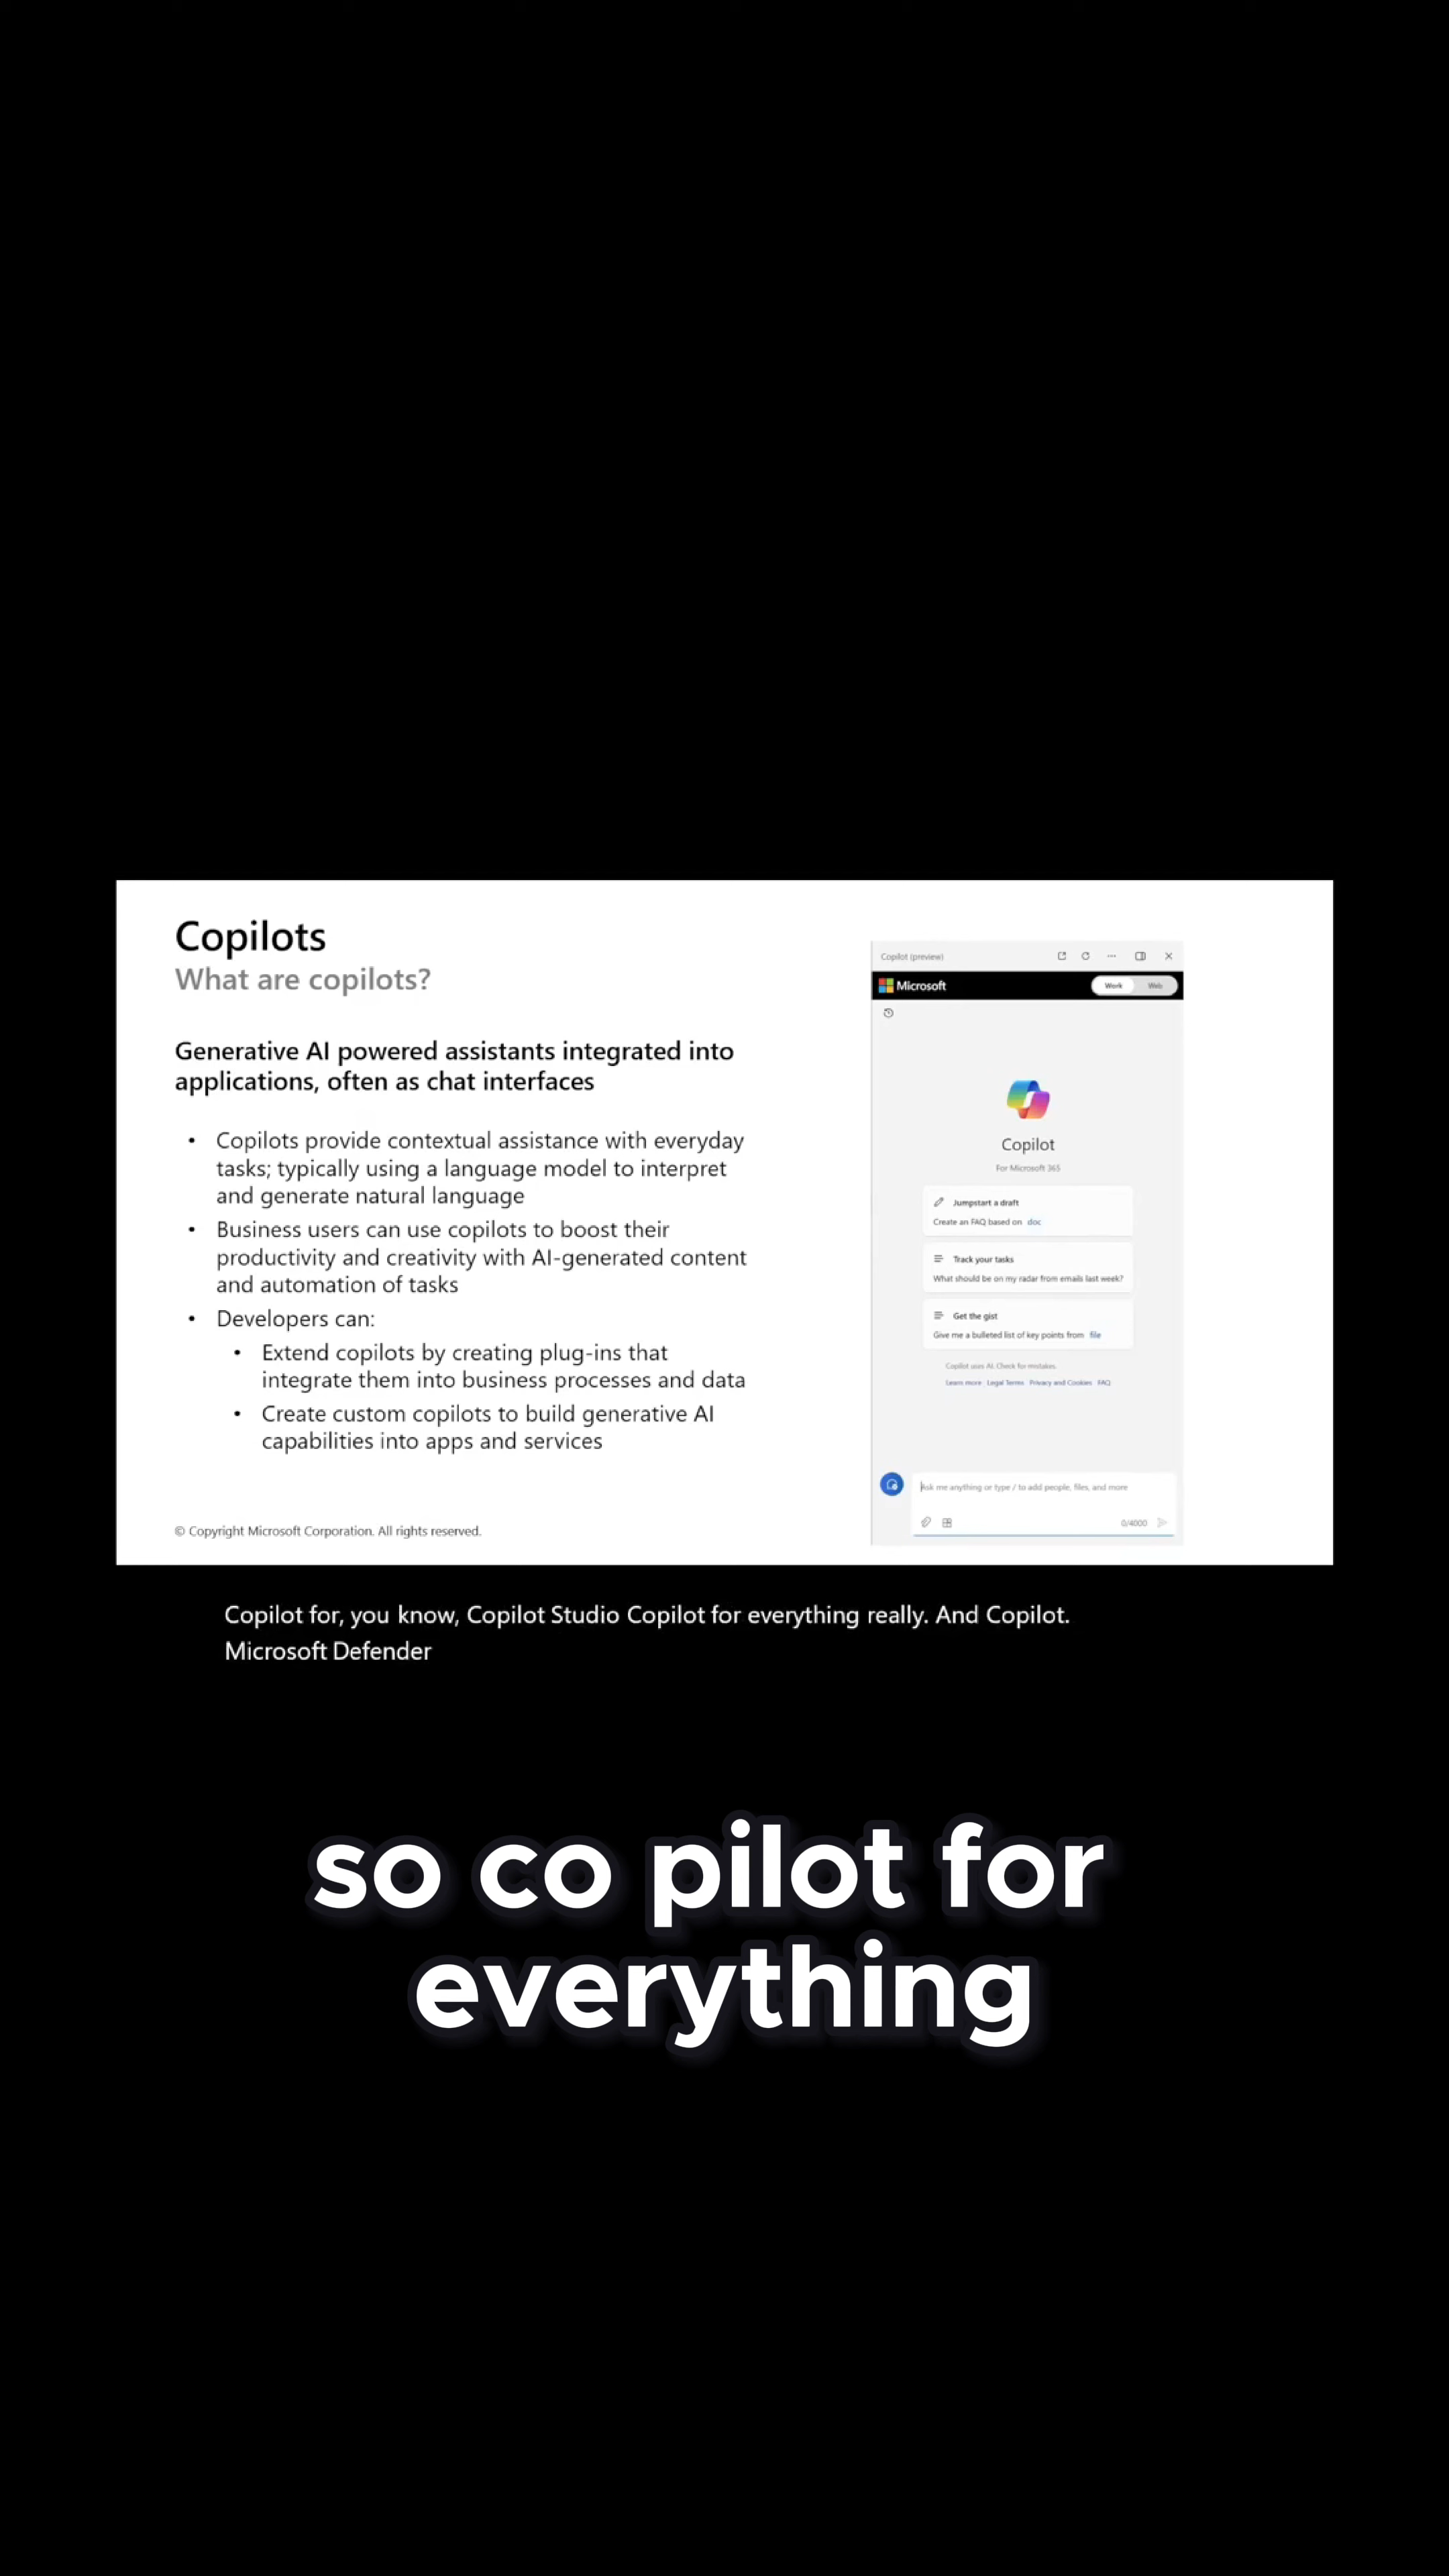 Copilots
What are copilots?
Generative AI powered assistants integrated into
applications, often as chat interfaces
• Copilots provide contextual assistance with everyday
tasks; typically using a language model to interpret
and generate natural language
• Business users can use copilots to boost their
productivity and creativity with AI-generated content
and automation of tasks
• Developers can:
• Extend copilots by creating plug-ins that
integrate them into business processes and data
• Create custom copilots to build generative AI
capabilities into apps and services
© Copyright Microsoft Corporation. All rights reserved.
Copilot (preview)
Microsoft
Work Web
Copilot
For Microsoft 365
Jumpstart a draft
Create an FAQ based on doc
Track your tasks
What should be on my radar from emails last week?
Get the gist
Give me a bulleted list of key points from file
Copilot uses AI. Check for mistakes.
Learn more Legal Terms Privacy and Cookies FAQ
Ask me anything or type / to add people, files, and more
0/4000
Copilot for, you know, Copilot Studio Copilot for everything really. And Copilot.
Microsoft Defender
so co pilot for
everything